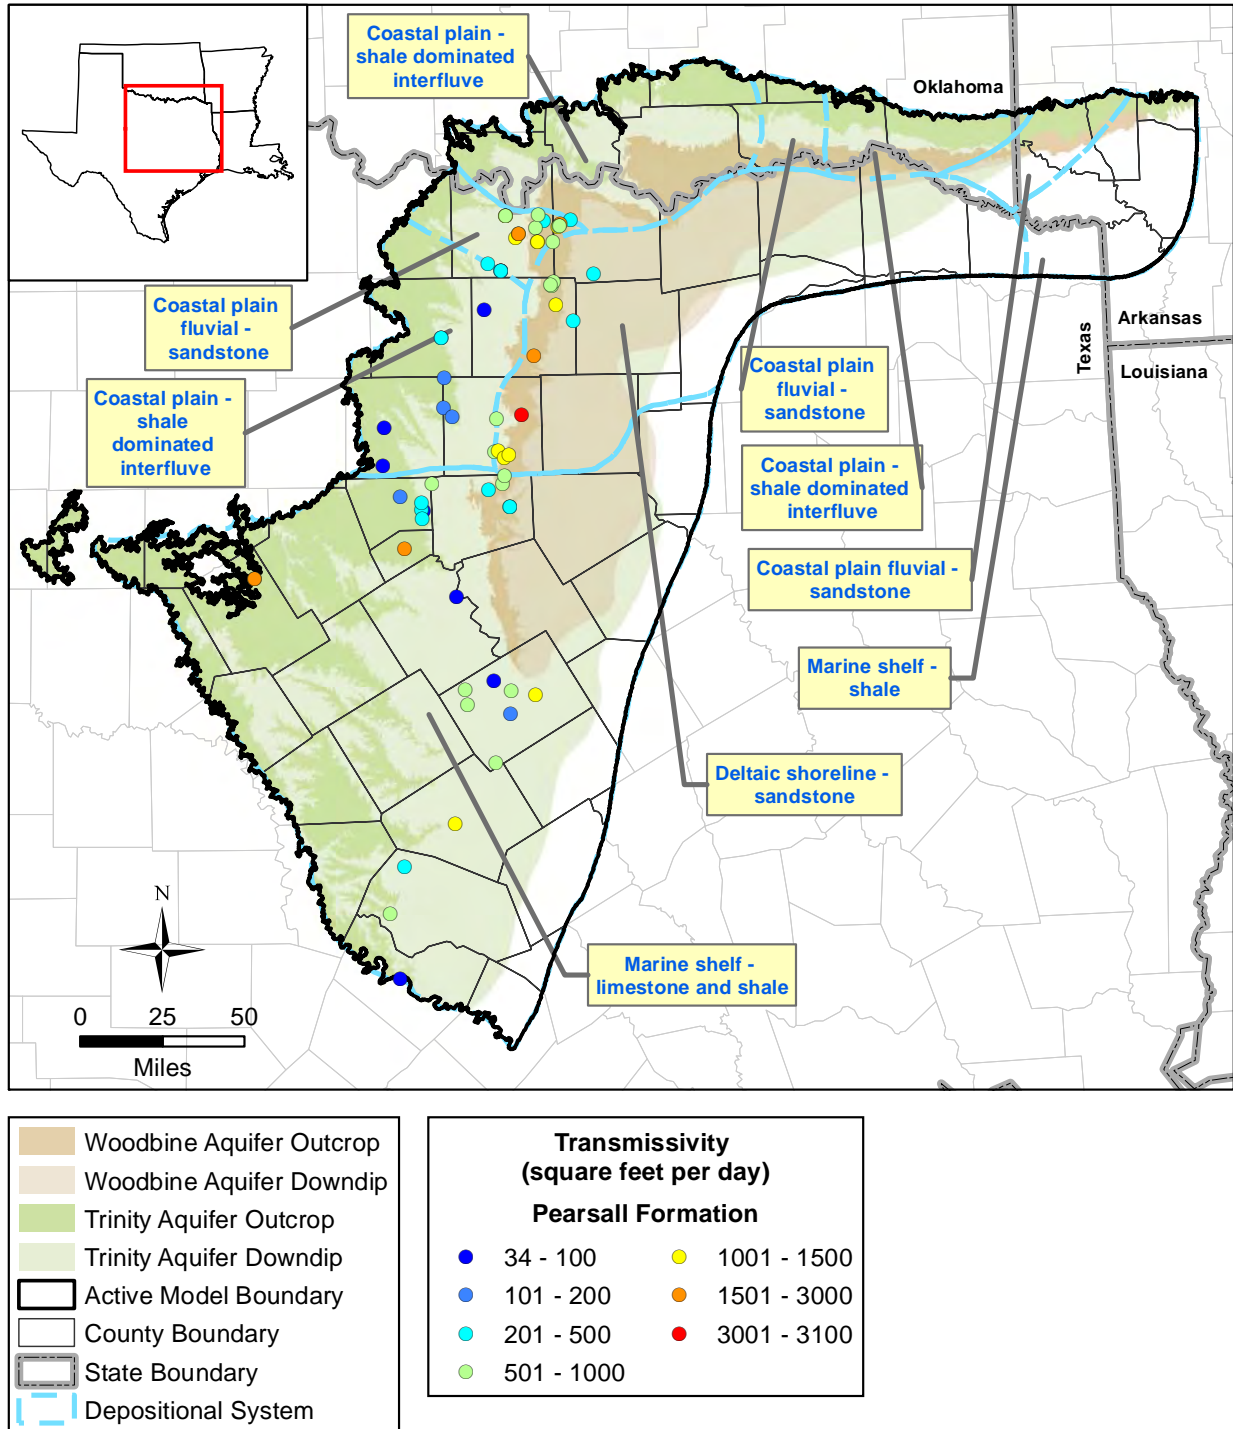 Coastal plain -
shale dominated
interfluve
Oklahoma
Coastal plain
fluvial -
sandstone
Coastal plain -
shale
dominated
interfluve
Texas
Arkansas
Louisiana
Coastal plain
fluvial -
sandstone
Coastal plain -
shale dominated
interfluve
Coastal plain fluvial -
sandstone
Marine shelf -
shale
Deltaic shoreline -
sandstone
Marine shelf -
limestone and shale
N
0 25 50
Miles
Woodbine Aquifer Outcrop
Woodbine Aquifer Downdip
Trinity Aquifer Outcrop
Trinity Aquifer Downdip
Active Model Boundary
County Boundary
State Boundary
Depositional System
Transmissivity
(square feet per day)
Pearsall Formation
34 - 100
101 - 200
201 - 500
501 - 1000
1001 - 1500
1501 - 3000
3001 - 3100